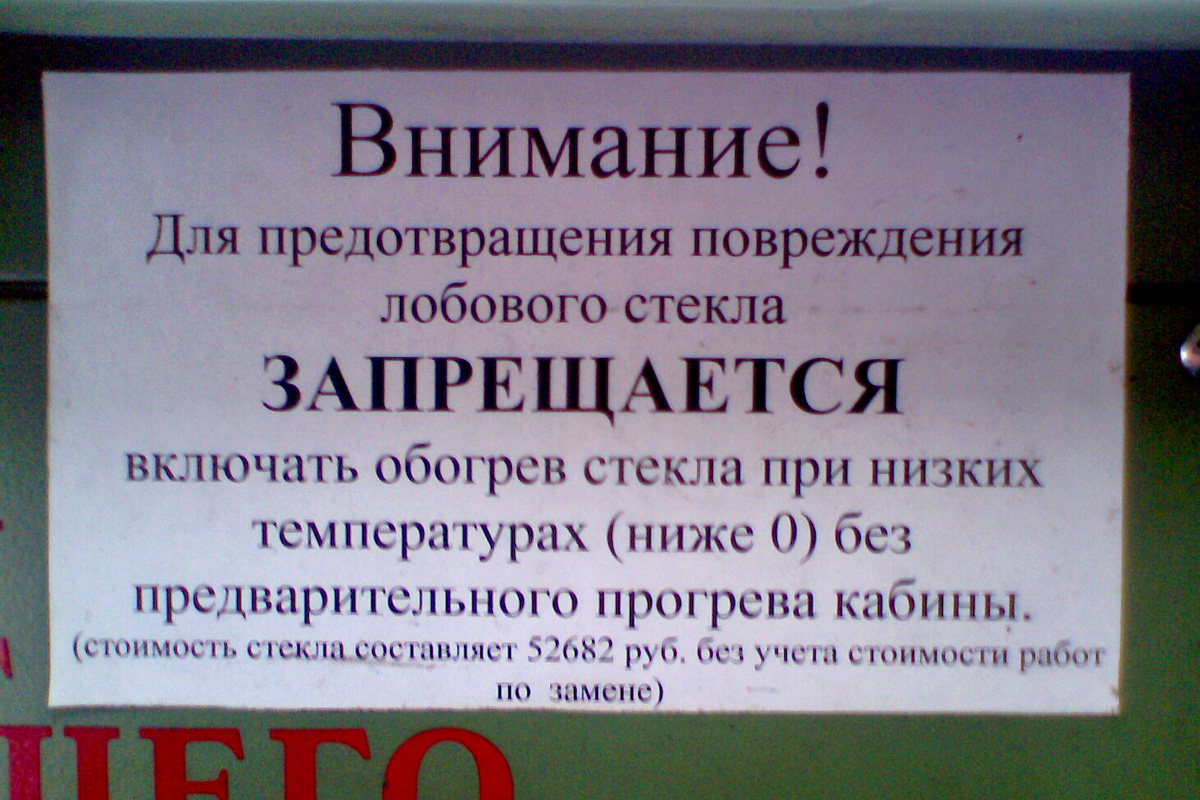 Внимание!
Для предотвращения повреждения
лобового стекла
ЗАПРЕЩАЕТСЯ
включать обогрев стекла при низких
температурах (ниже 0) без
предварительного прогрева кабины.
(стоимость стекла составляет 52682 руб. без учета стоимости работ
по замене)